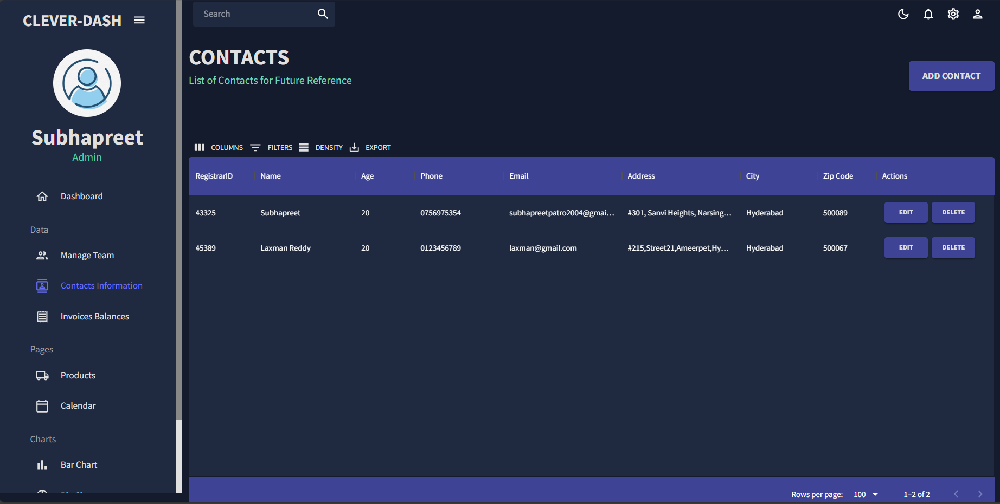 CLEVER-DASH
Subhapreet
Admin
Dashboard
Data
Manage Team
Contacts Information
Invoices Balances
Pages
Products
Calendar
Charts
Bar Chart
Search
CONTACTS
List of Contacts for Future Reference
ADD CONTACT
COLUMNS FILTERS DENSITY EXPORT
RegistrarID Name Age Phone Email Address City Zip Code Actions
43325 Subhapreet 20 0756975354 subhapreetpatro2004@gmai... #301, Sanvi Heights, Narsing... Hyderabad 500089 EDIT DELETE
45389 Laxman Reddy 20 0123456789 laxman@gmail.com #215,Street21,Ameerpet,Hy... Hyderabad 500067 EDIT DELETE
Rows per page: 100 1–2 of 2